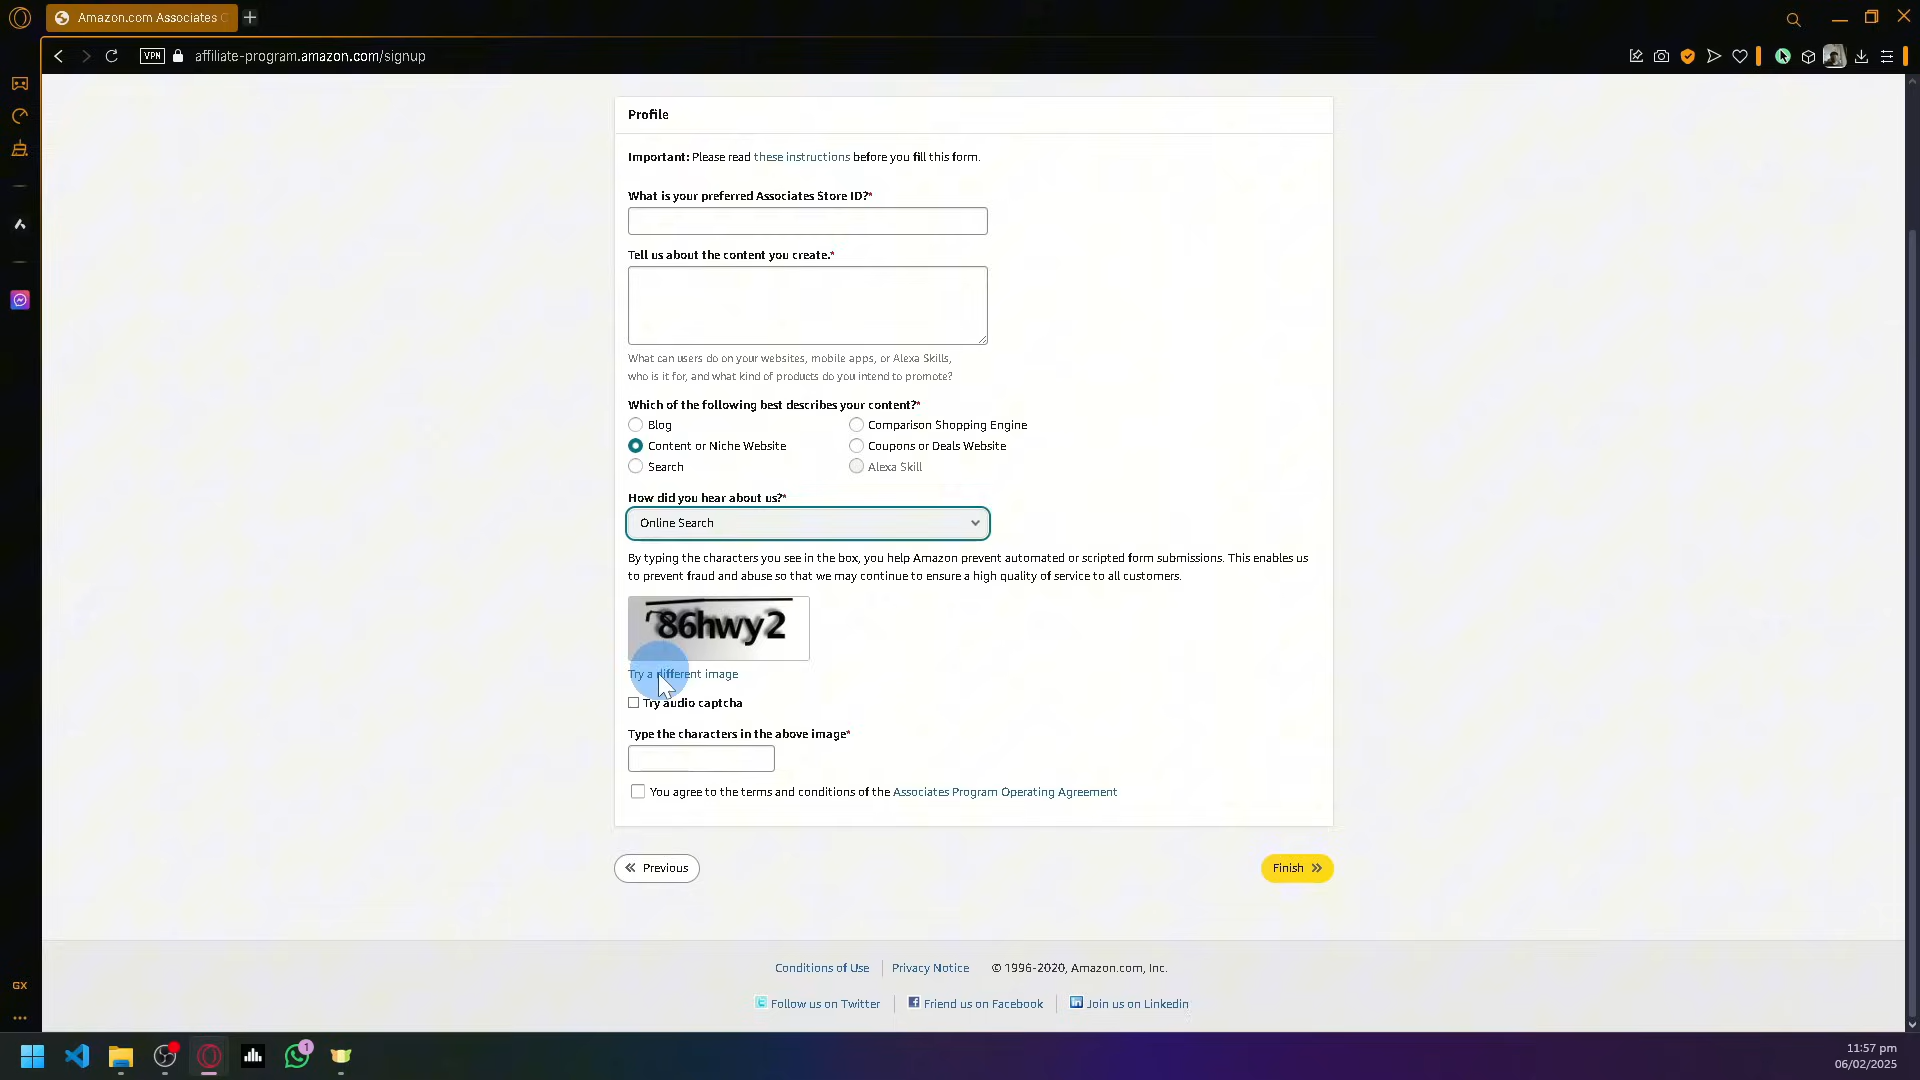 Amazon.com Associates C
VPN
affiliate-program.amazon.com/signup
Profile
Important: Please read these instructions before you fill this form.
What is your preferred Associates Store ID?*
Tell us about the content you create.*
What can users do on your websites, mobile apps, or Alexa Skills,
who is it for, and what kind of products do you intend to promote?
Which of the following best describes your content?*
Blog
Comparison Shopping Engine
Content or Niche Website
Coupons or Deals Website
Search
Alexa Skill
How did you hear about us?*
Online Search
By typing the characters you see in the box, you help Amazon prevent automated or scripted form submissions. This enables us
to prevent fraud and abuse so that we may continue to ensure a high quality of service to all customers.
86hwy2
Try a different image
Try audio captcha
Type the characters in the above image*
You agree to the terms and conditions of the Associates Program Operating Agreement
« Previous
Finish »
Conditions of Use
Privacy Notice
© 1996-2020, Amazon.com, Inc.
Follow us on Twitter
Friend us on Facebook
Join us on Linkedin
GX
1
11:57 pm
06/02/2025